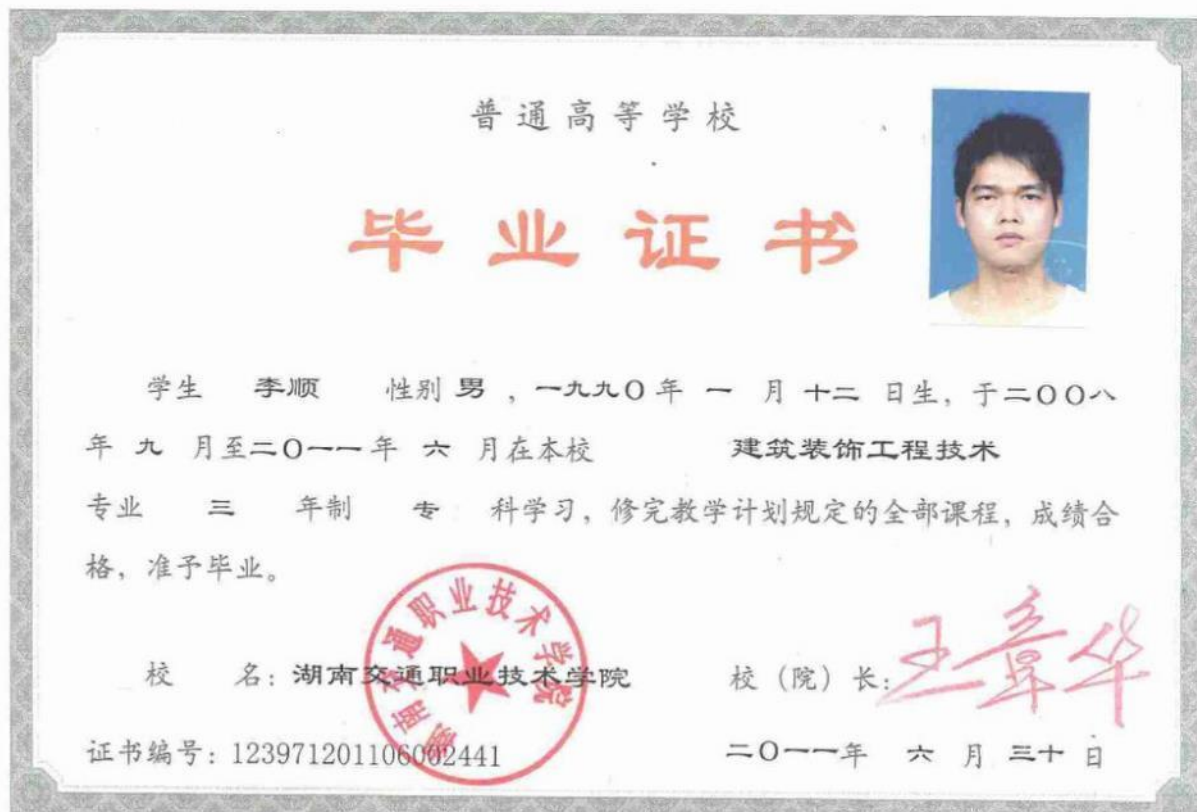 普通高等学校
毕业证书
学生 李顺 性别 男 ，一九九〇年 一 月 十二 日生，于二〇〇八
年 九 月至二〇一一年 六 月在本校 建筑装饰工程技术
专业 三 年制 专 科学习，修完教学计划规定的全部课程，成绩合
格，准予毕业。
湖南交通职业技术学院
校 名：湖南交通职业技术学院 校（院）长：王章华
证书编号：123971201106002441 二〇一一年 六 月 三十 日